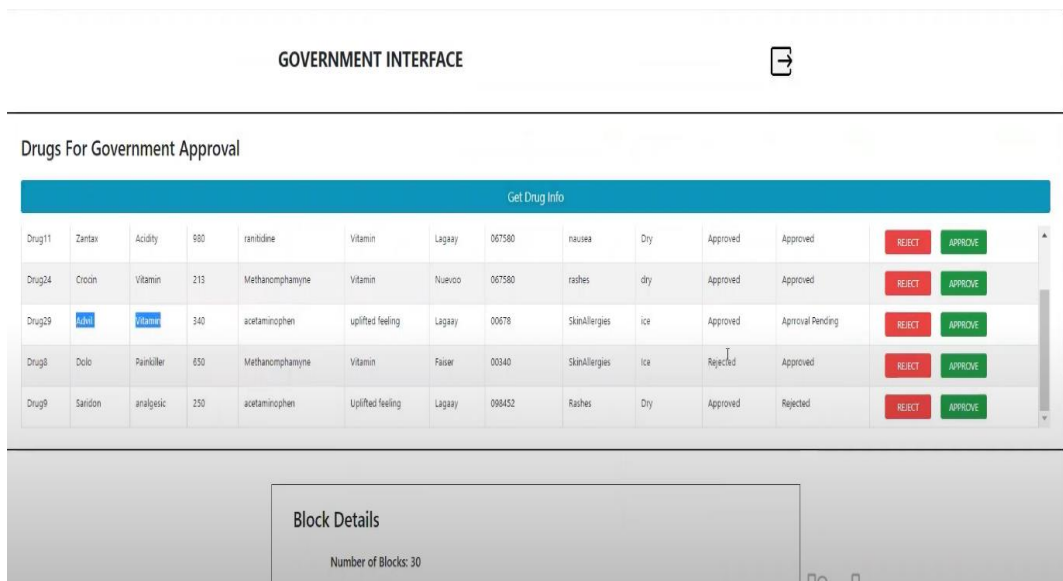 GOVERNMENT INTERFACE
Drugs For Government Approval
Get Drug Info
Drug11 Zantax Acidity 980 ranitidine Vitamin Lagaay 067580 nausea Dry Approved Approved REJECT APPROVE
Drug24 Crocin Vitamin 213 Methanomphamyne Vitamin Nuevoo 067580 rashes dry Approved Approved REJECT APPROVE
Drug29 Advil Vitamin 340 acetaminophen uplifted feeling Lagaay 00678 SkinAllergies ice Approved Aprroval Pending REJECT APPROVE
Drug8 Dolo Painkiller 650 Methanomphamyne Vitamin Faiser 00340 SkinAllergies Ice Rejected Approved REJECT APPROVE
Drug9 Saridon analgesic 250 acetaminophen Uplifted feeling Lagaay 098452 Rashes Dry Approved Rejected REJECT APPROVE
Block Details
Number of Blocks: 30